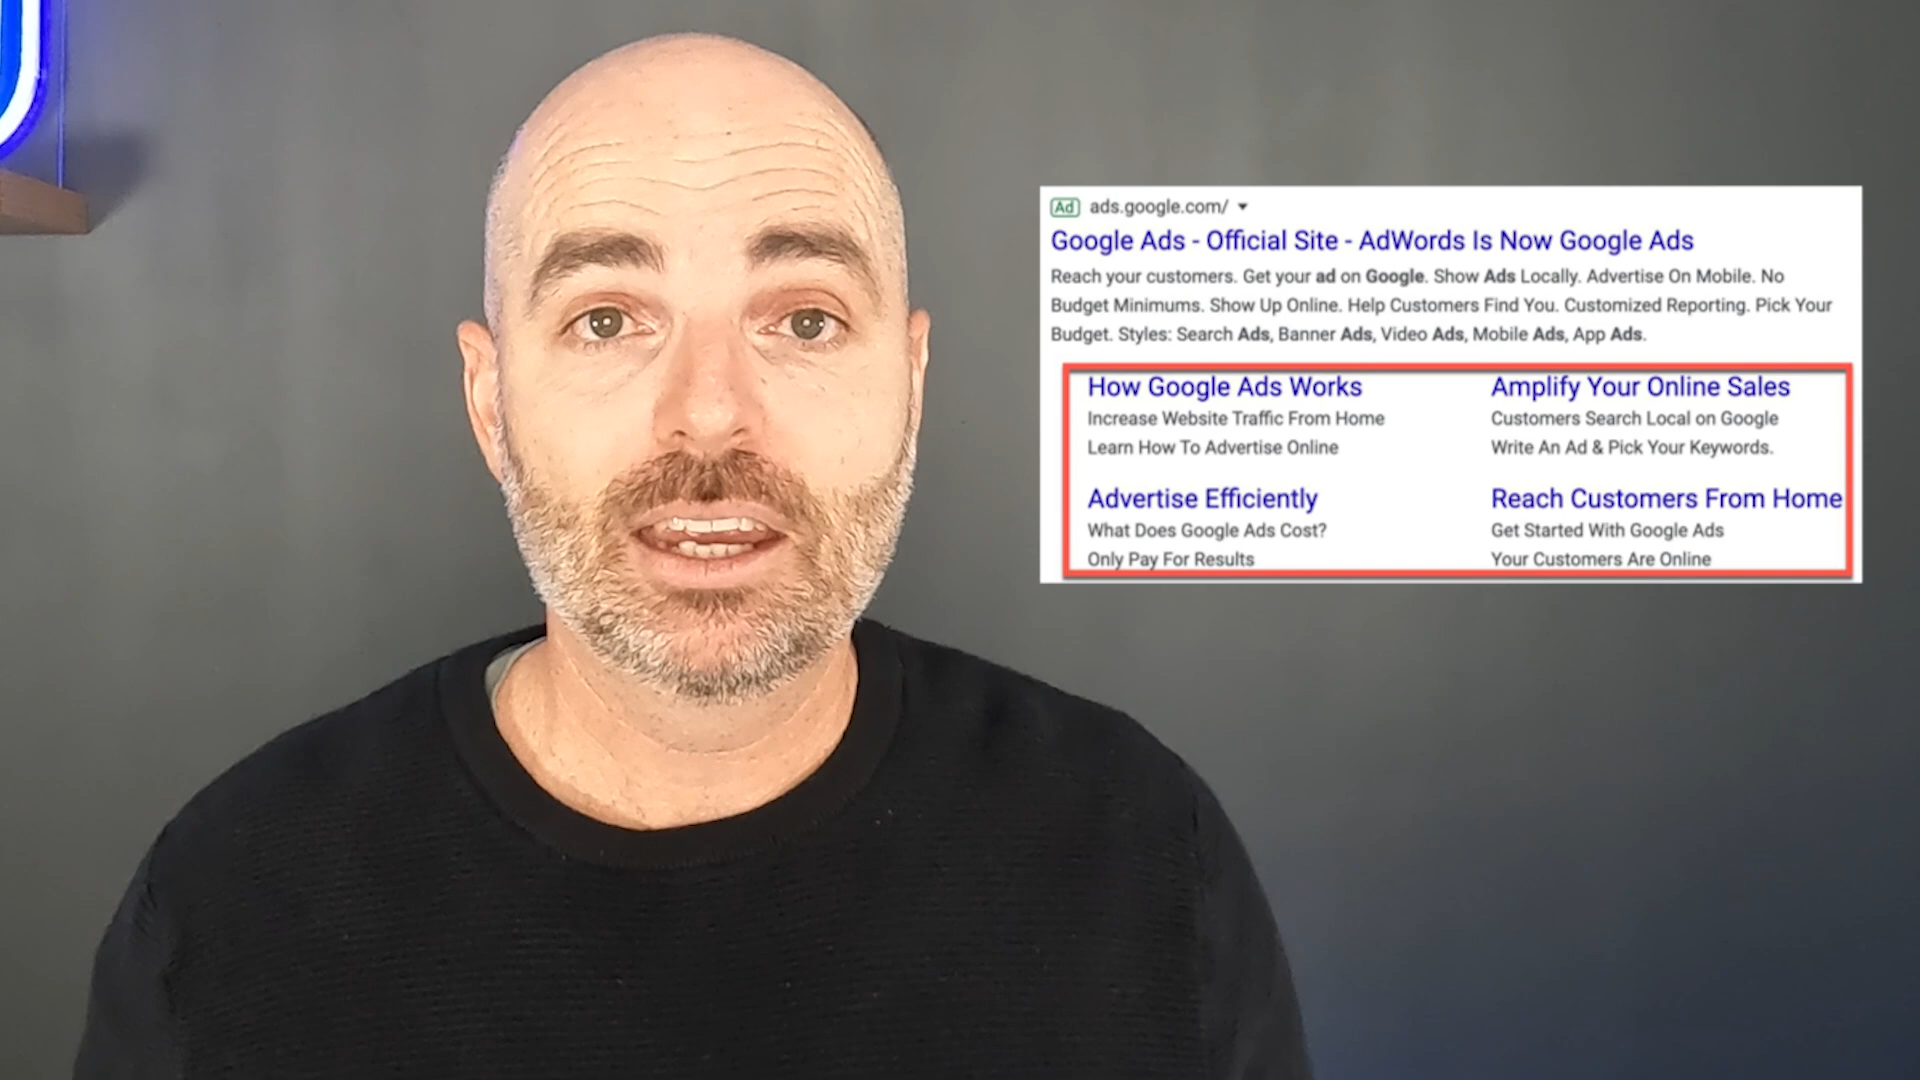 Ad ads.google.com/
Google Ads - Official Site - AdWords Is Now Google Ads
Reach your customers. Get your ad on Google. Show Ads Locally. Advertise On Mobile. No
Budget Minimums. Show Up Online. Help Customers Find You. Customized Reporting. Pick Your
Budget. Styles: Search Ads, Banner Ads, Video Ads, Mobile Ads, App Ads.
How Google Ads Works
Increase Website Traffic From Home
Learn How To Advertise Online
Amplify Your Online Sales
Customers Search Local on Google
Write An Ad & Pick Your Keywords.
Advertise Efficiently
What Does Google Ads Cost?
Only Pay For Results
Reach Customers From Home
Get Started With Google Ads
Your Customers Are Online